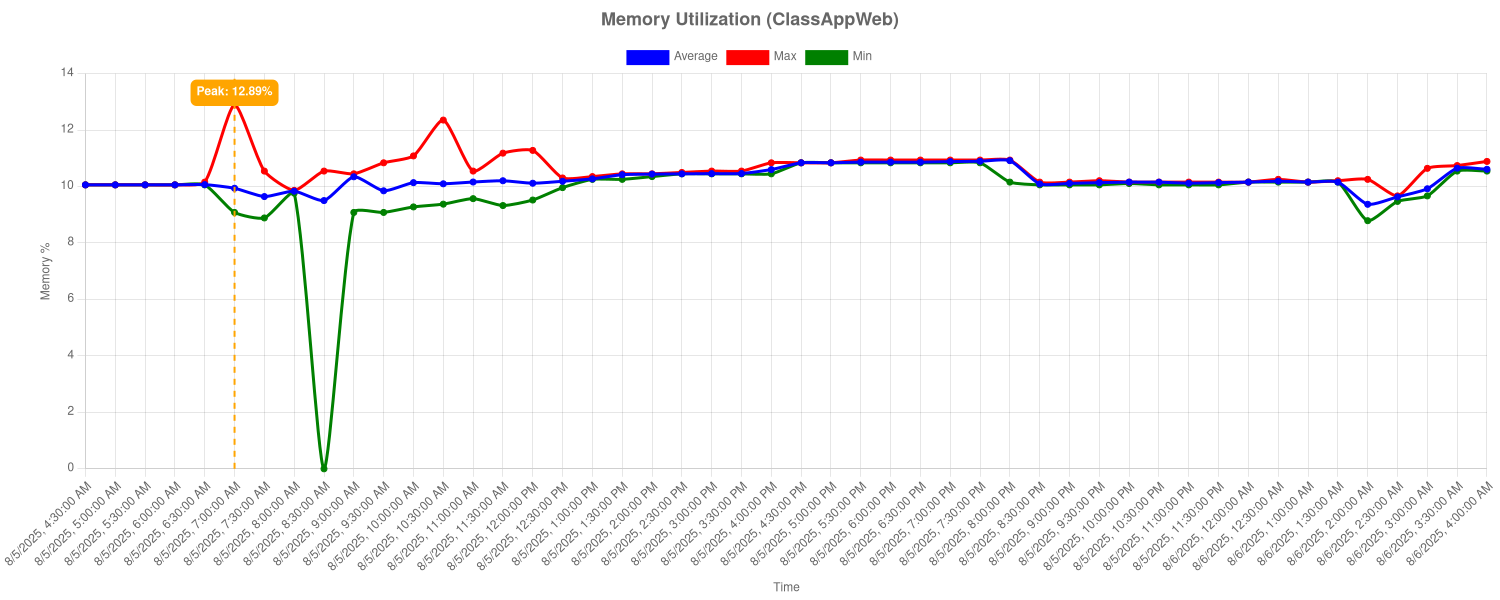 Memory Utilization (ClassAppWeb)
Average Max Min
Peak: 12.89%
14
12
10
8
6
4
2
0
Memory %
8/5/2025, 4:30:00 AM
8/5/2025, 5:00:00 AM
8/5/2025, 5:30:00 AM
8/5/2025, 6:00:00 AM
8/5/2025, 6:30:00 AM
8/5/2025, 7:00:00 AM
8/5/2025, 7:30:00 AM
8/5/2025, 8:00:00 AM
8/5/2025, 8:30:00 AM
8/5/2025, 9:00:00 AM
8/5/2025, 9:30:00 AM
8/5/2025, 10:00:00 AM
8/5/2025, 10:30:00 AM
8/5/2025, 11:00:00 AM
8/5/2025, 11:30:00 AM
8/5/2025, 12:00:00 PM
8/5/2025, 12:30:00 PM
8/5/2025, 1:00:00 PM
8/5/2025, 1:30:00 PM
8/5/2025, 2:00:00 PM
8/5/2025, 2:30:00 PM
8/5/2025, 3:00:00 PM
8/5/2025, 3:30:00 PM
8/5/2025, 4:00:00 PM
8/5/2025, 4:30:00 PM
8/5/2025, 5:00:00 PM
8/5/2025, 5:30:00 PM
8/5/2025, 6:00:00 PM
8/5/2025, 6:30:00 PM
8/5/2025, 7:00:00 PM
8/5/2025, 7:30:00 PM
8/5/2025, 8:00:00 PM
8/5/2025, 8:30:00 PM
8/5/2025, 9:00:00 PM
8/5/2025, 9:30:00 PM
8/5/2025, 10:00:00 PM
8/5/2025, 10:30:00 PM
8/5/2025, 11:00:00 PM
8/5/2025, 11:30:00 PM
8/6/2025, 12:00:00 AM
8/6/2025, 12:30:00 AM
8/6/2025, 1:00:00 AM
8/6/2025, 1:30:00 AM
8/6/2025, 2:00:00 AM
8/6/2025, 2:30:00 AM
8/6/2025, 3:00:00 AM
8/6/2025, 3:30:00 AM
8/6/2025, 4:00:00 AM
Time